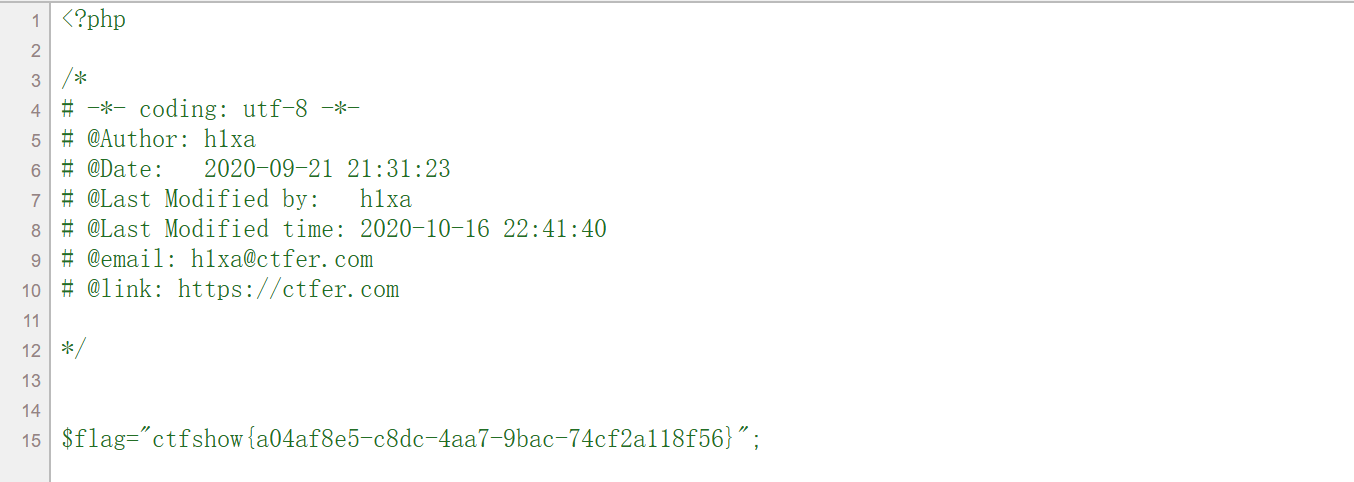 1 <?php
2
3 /*
4 # -*- coding: utf-8 -*-
5 # @Author: h1xa
6 # @Date:   2020-09-21 21:31:23
7 # @Last Modified by:   h1xa
8 # @Last Modified time: 2020-10-16 22:41:40
9 # @email: h1xa@ctfer.com
10 # @link: https://ctfer.com
11
12 */
13
14
15 $flag="ctfshow{a04af8e5-c8dc-4aa7-9bac-74cf2a118f56}";